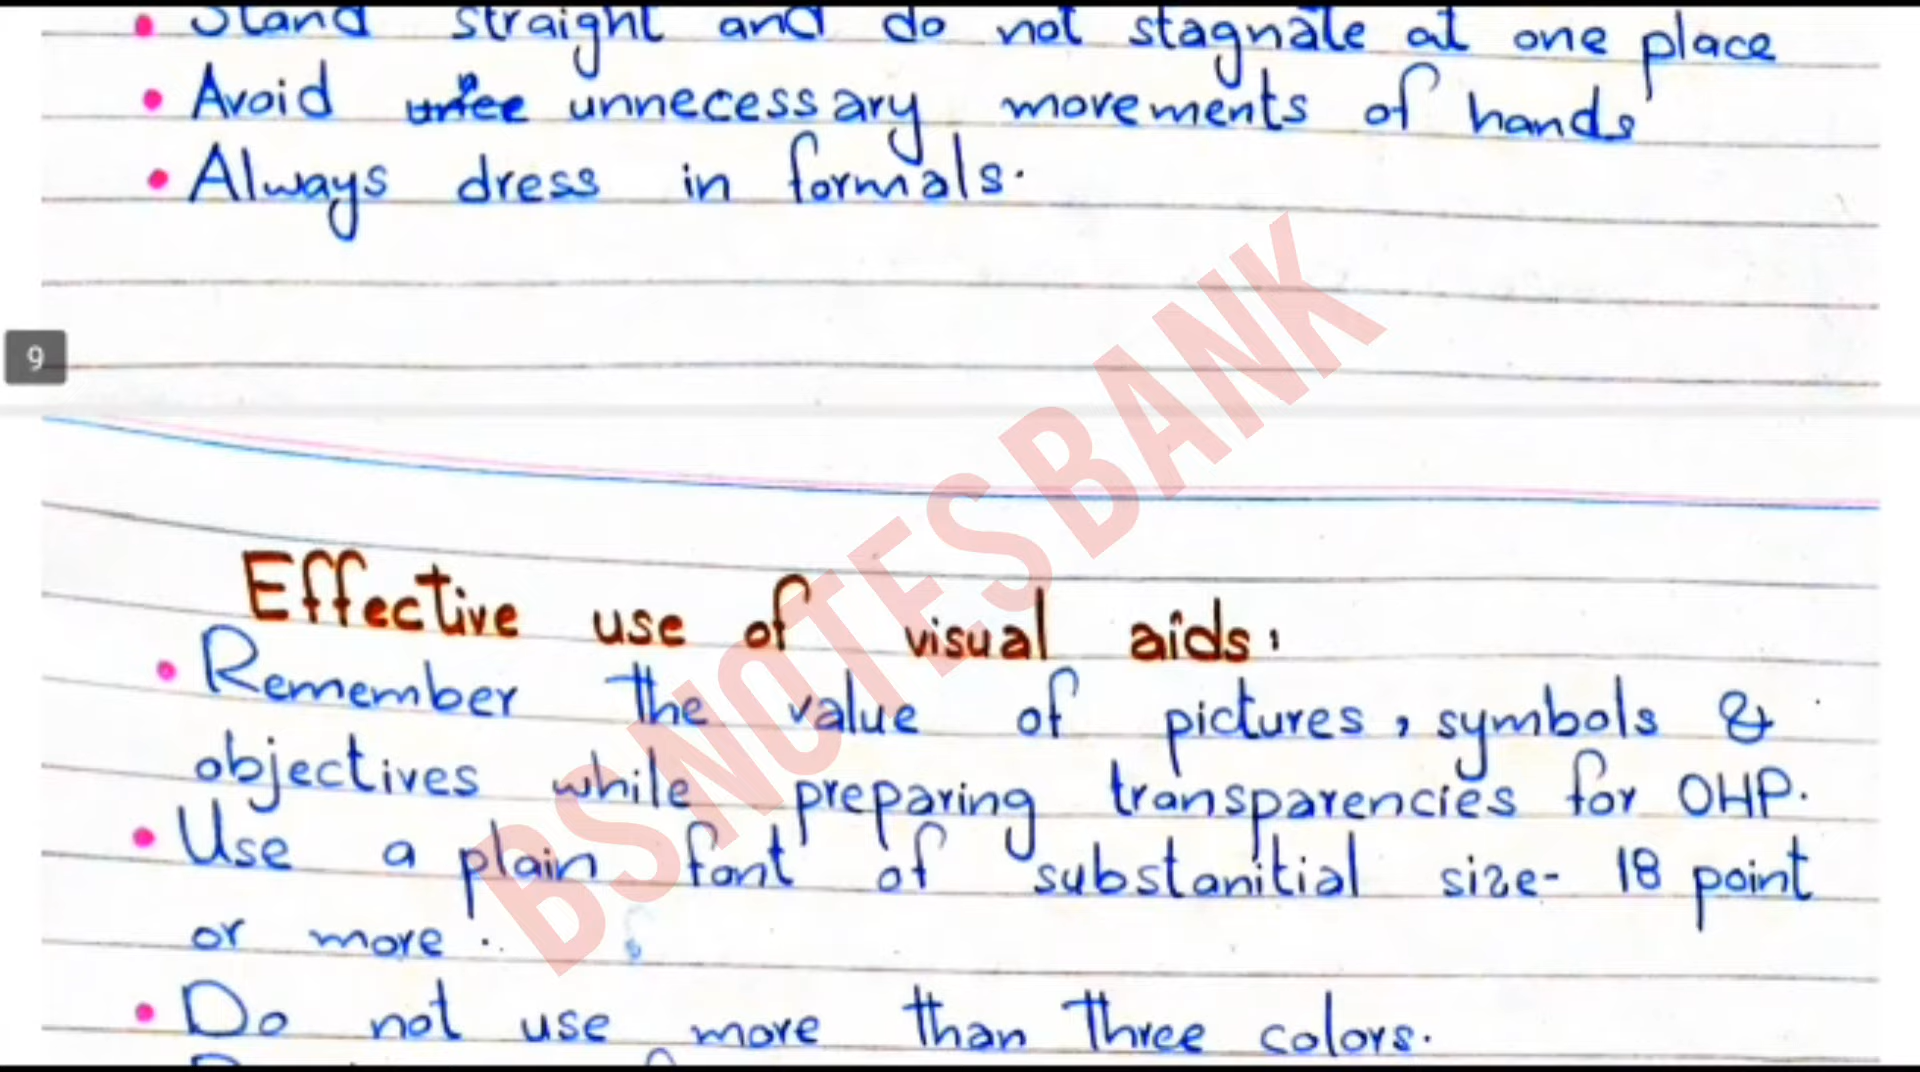 • Stand straight and do not stagnate at one place
• Avoid unnecessary movements of hands
• Always dress in formals.
9
BSNOTES BANK
Effective use of visual aids:
• Remember the value of pictures, symbols &
objectives while preparing transparencies for OHP.
• Use a plain font of substanitial size- 18 point
or more.
• Do not use more than three colors.